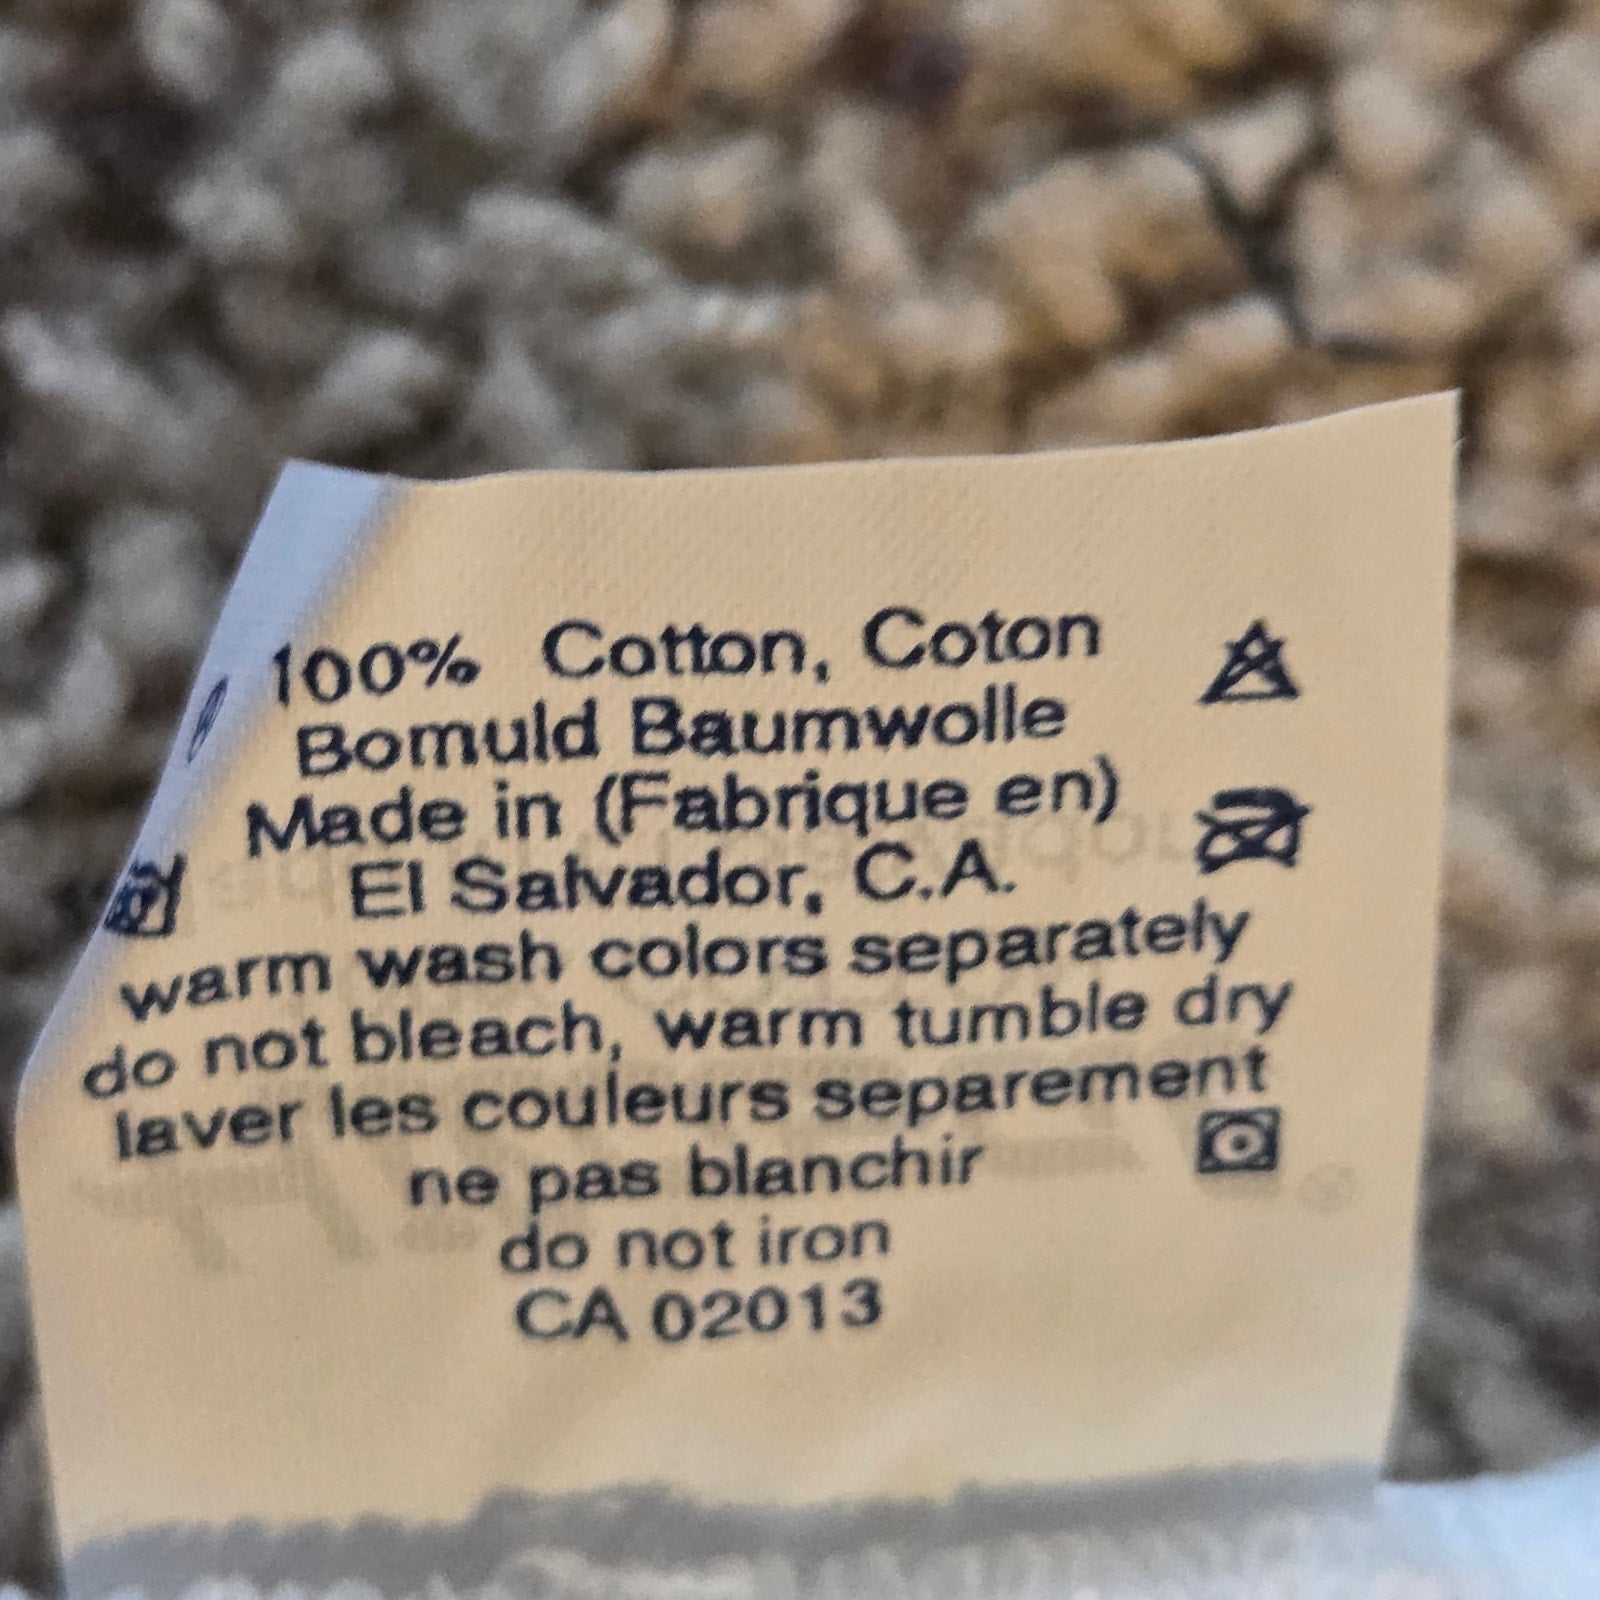 100% Cotton, Coton
Bomuld Baumwolle
Made in (Fabrique en)
El Salvador, C.A.
warm wash colors separately
do not bleach, warm tumble dry
laver les couleurs separement
ne pas blanchir
do not iron
CA 02013